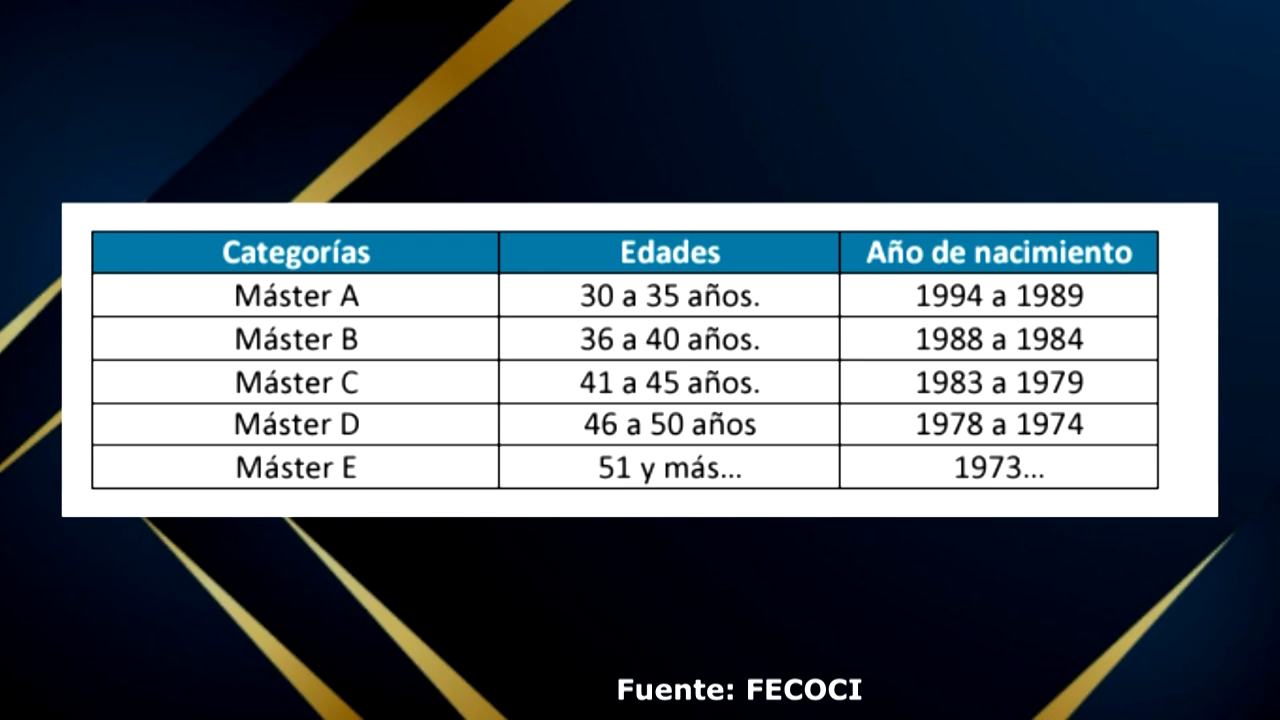 Categorías Edades Año de nacimiento
Máster A 30 a 35 años. 1994 a 1989
Máster B 36 a 40 años. 1988 a 1984
Máster C 41 a 45 años. 1983 a 1979
Máster D 46 a 50 años 1978 a 1974
Máster E 51 y más... 1973...
Fuente: FECOCI